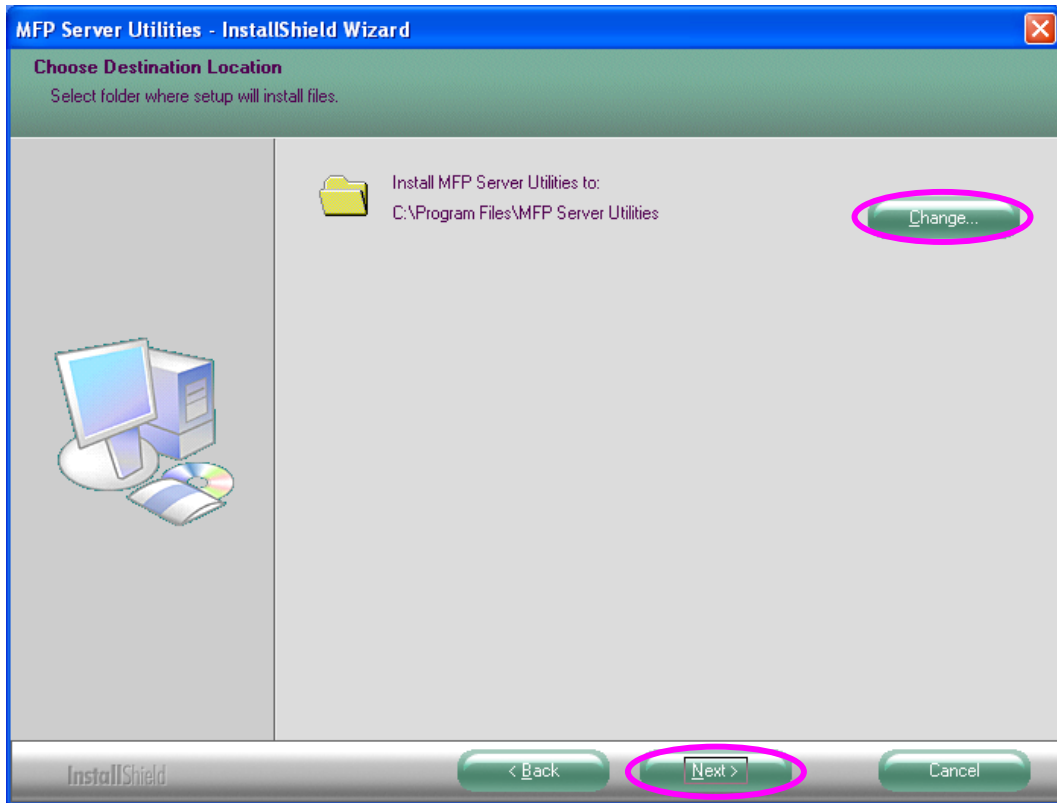 MFP Server Utilities - InstallShield Wizard
Choose Destination Location
Select folder where setup will install files.
Install MFP Server Utilities to:
C:\Program Files\MFP Server Utilities
Change...
InstallShield
< Back
Next >
Cancel